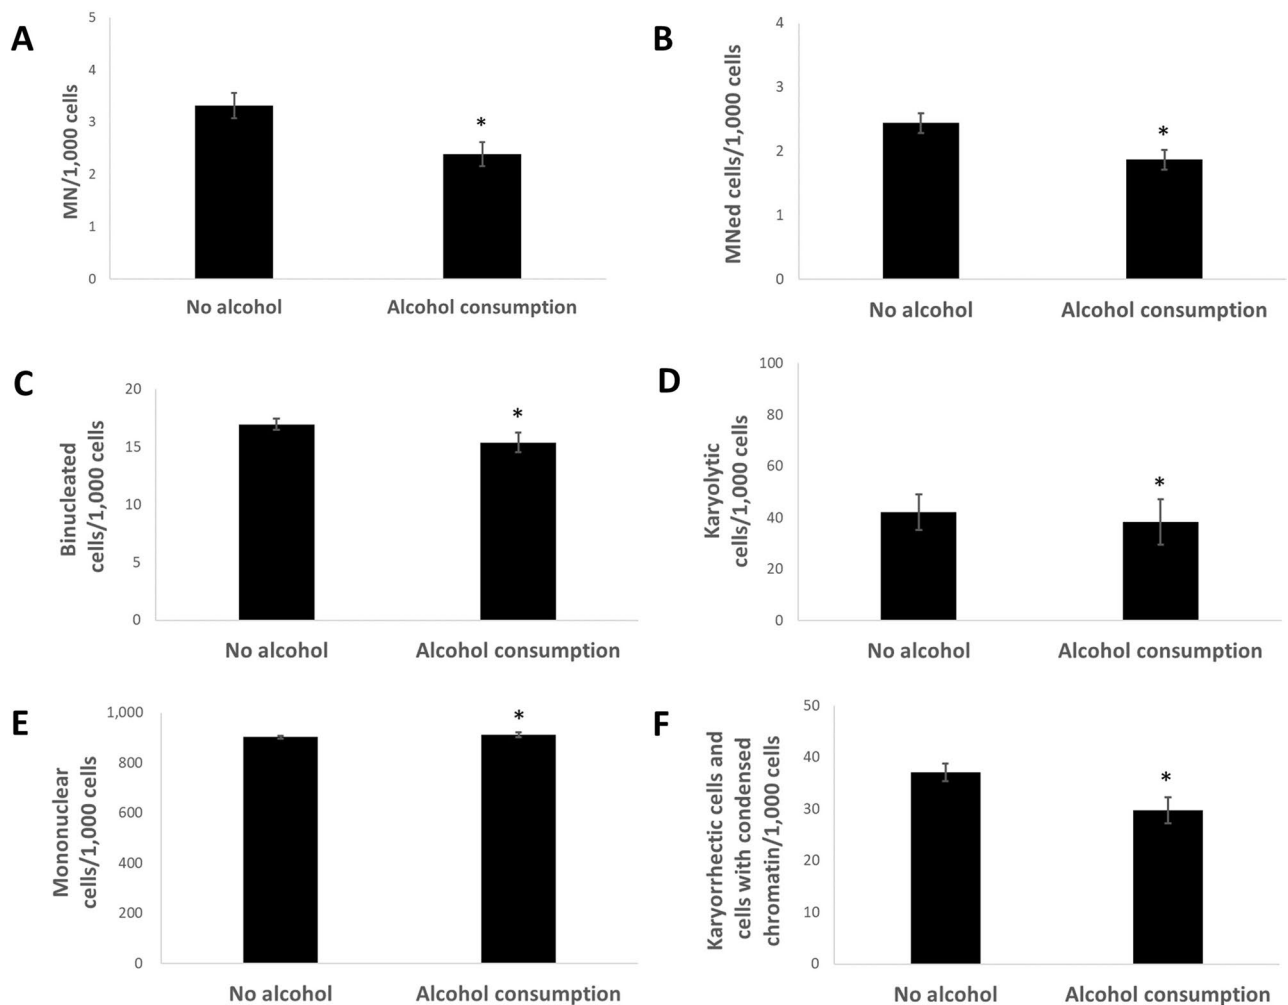 A
MN/1,000 cells
5
4
3
2
1
0
*
No alcohol
Alcohol consumption
B
MNed cells/1,000 cells
4
3
2
1
0
*
No alcohol
Alcohol consumption
C
Binucleated
cells/1,000 cells
20
15
10
5
0
*
No alcohol
Alcohol consumption
D
Karyolytic
cells/1,000 cells
100
80
60
40
20
0
*
No alcohol
Alcohol consumption
E
Mononuclear
cells/1,000 cells
1,000
800
600
400
200
0
*
No alcohol
Alcohol consumption
F
Karyorrhectic cells and
cells with condensed
chromatin/1,000 cells
50
40
30
20
10
0
*
No alcohol
Alcohol consumption